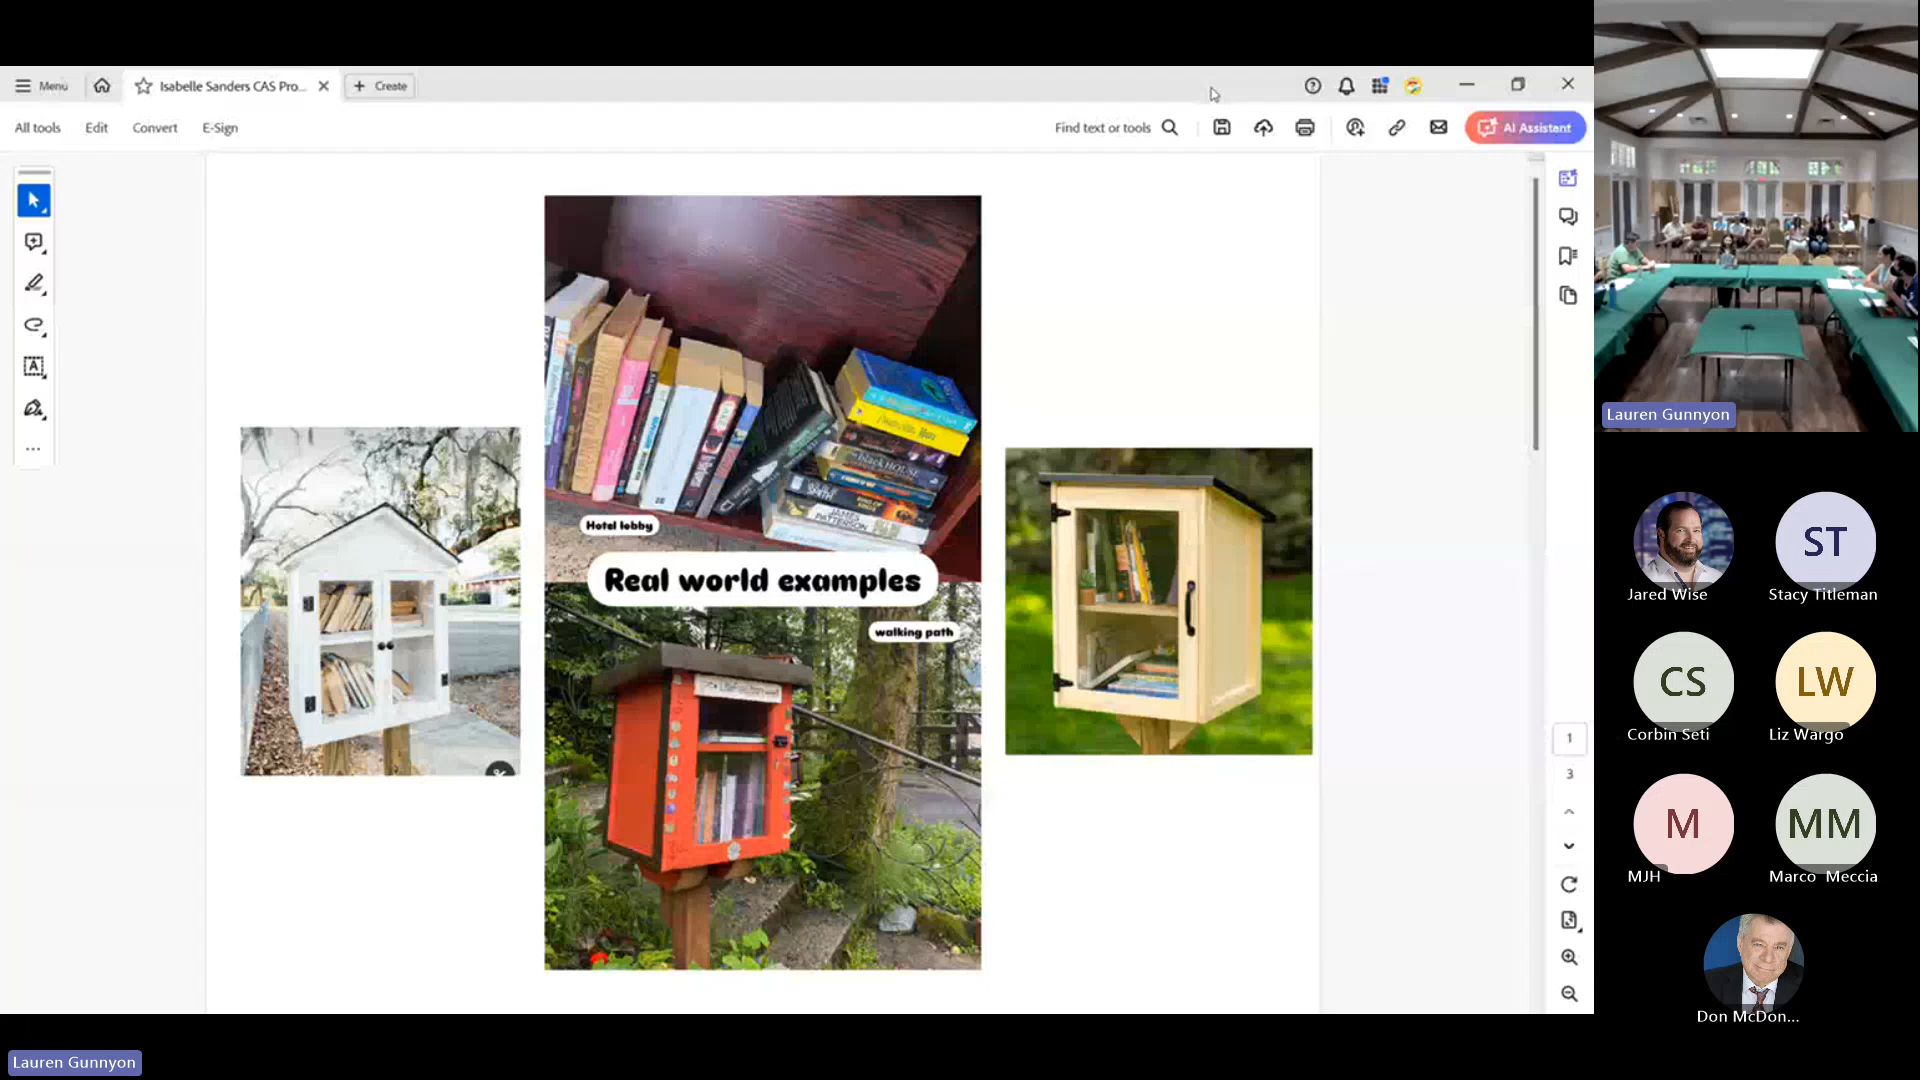 Menu
Isabelle Sanders CAS Pro...
Create
All tools
Edit
Convert
E-Sign
Find text or tools
AI Assistant
Hotel lobby
Real world examples
walking path
JAMES
PATTERSON
1
3
Lauren Gunnyon
Jared Wise
ST
Stacy Titleman
CS
Corbin Seti
LW
Liz Wargo
M
MJH
MM
Marco Meccia
Don McDon...
Lauren Gunnyon